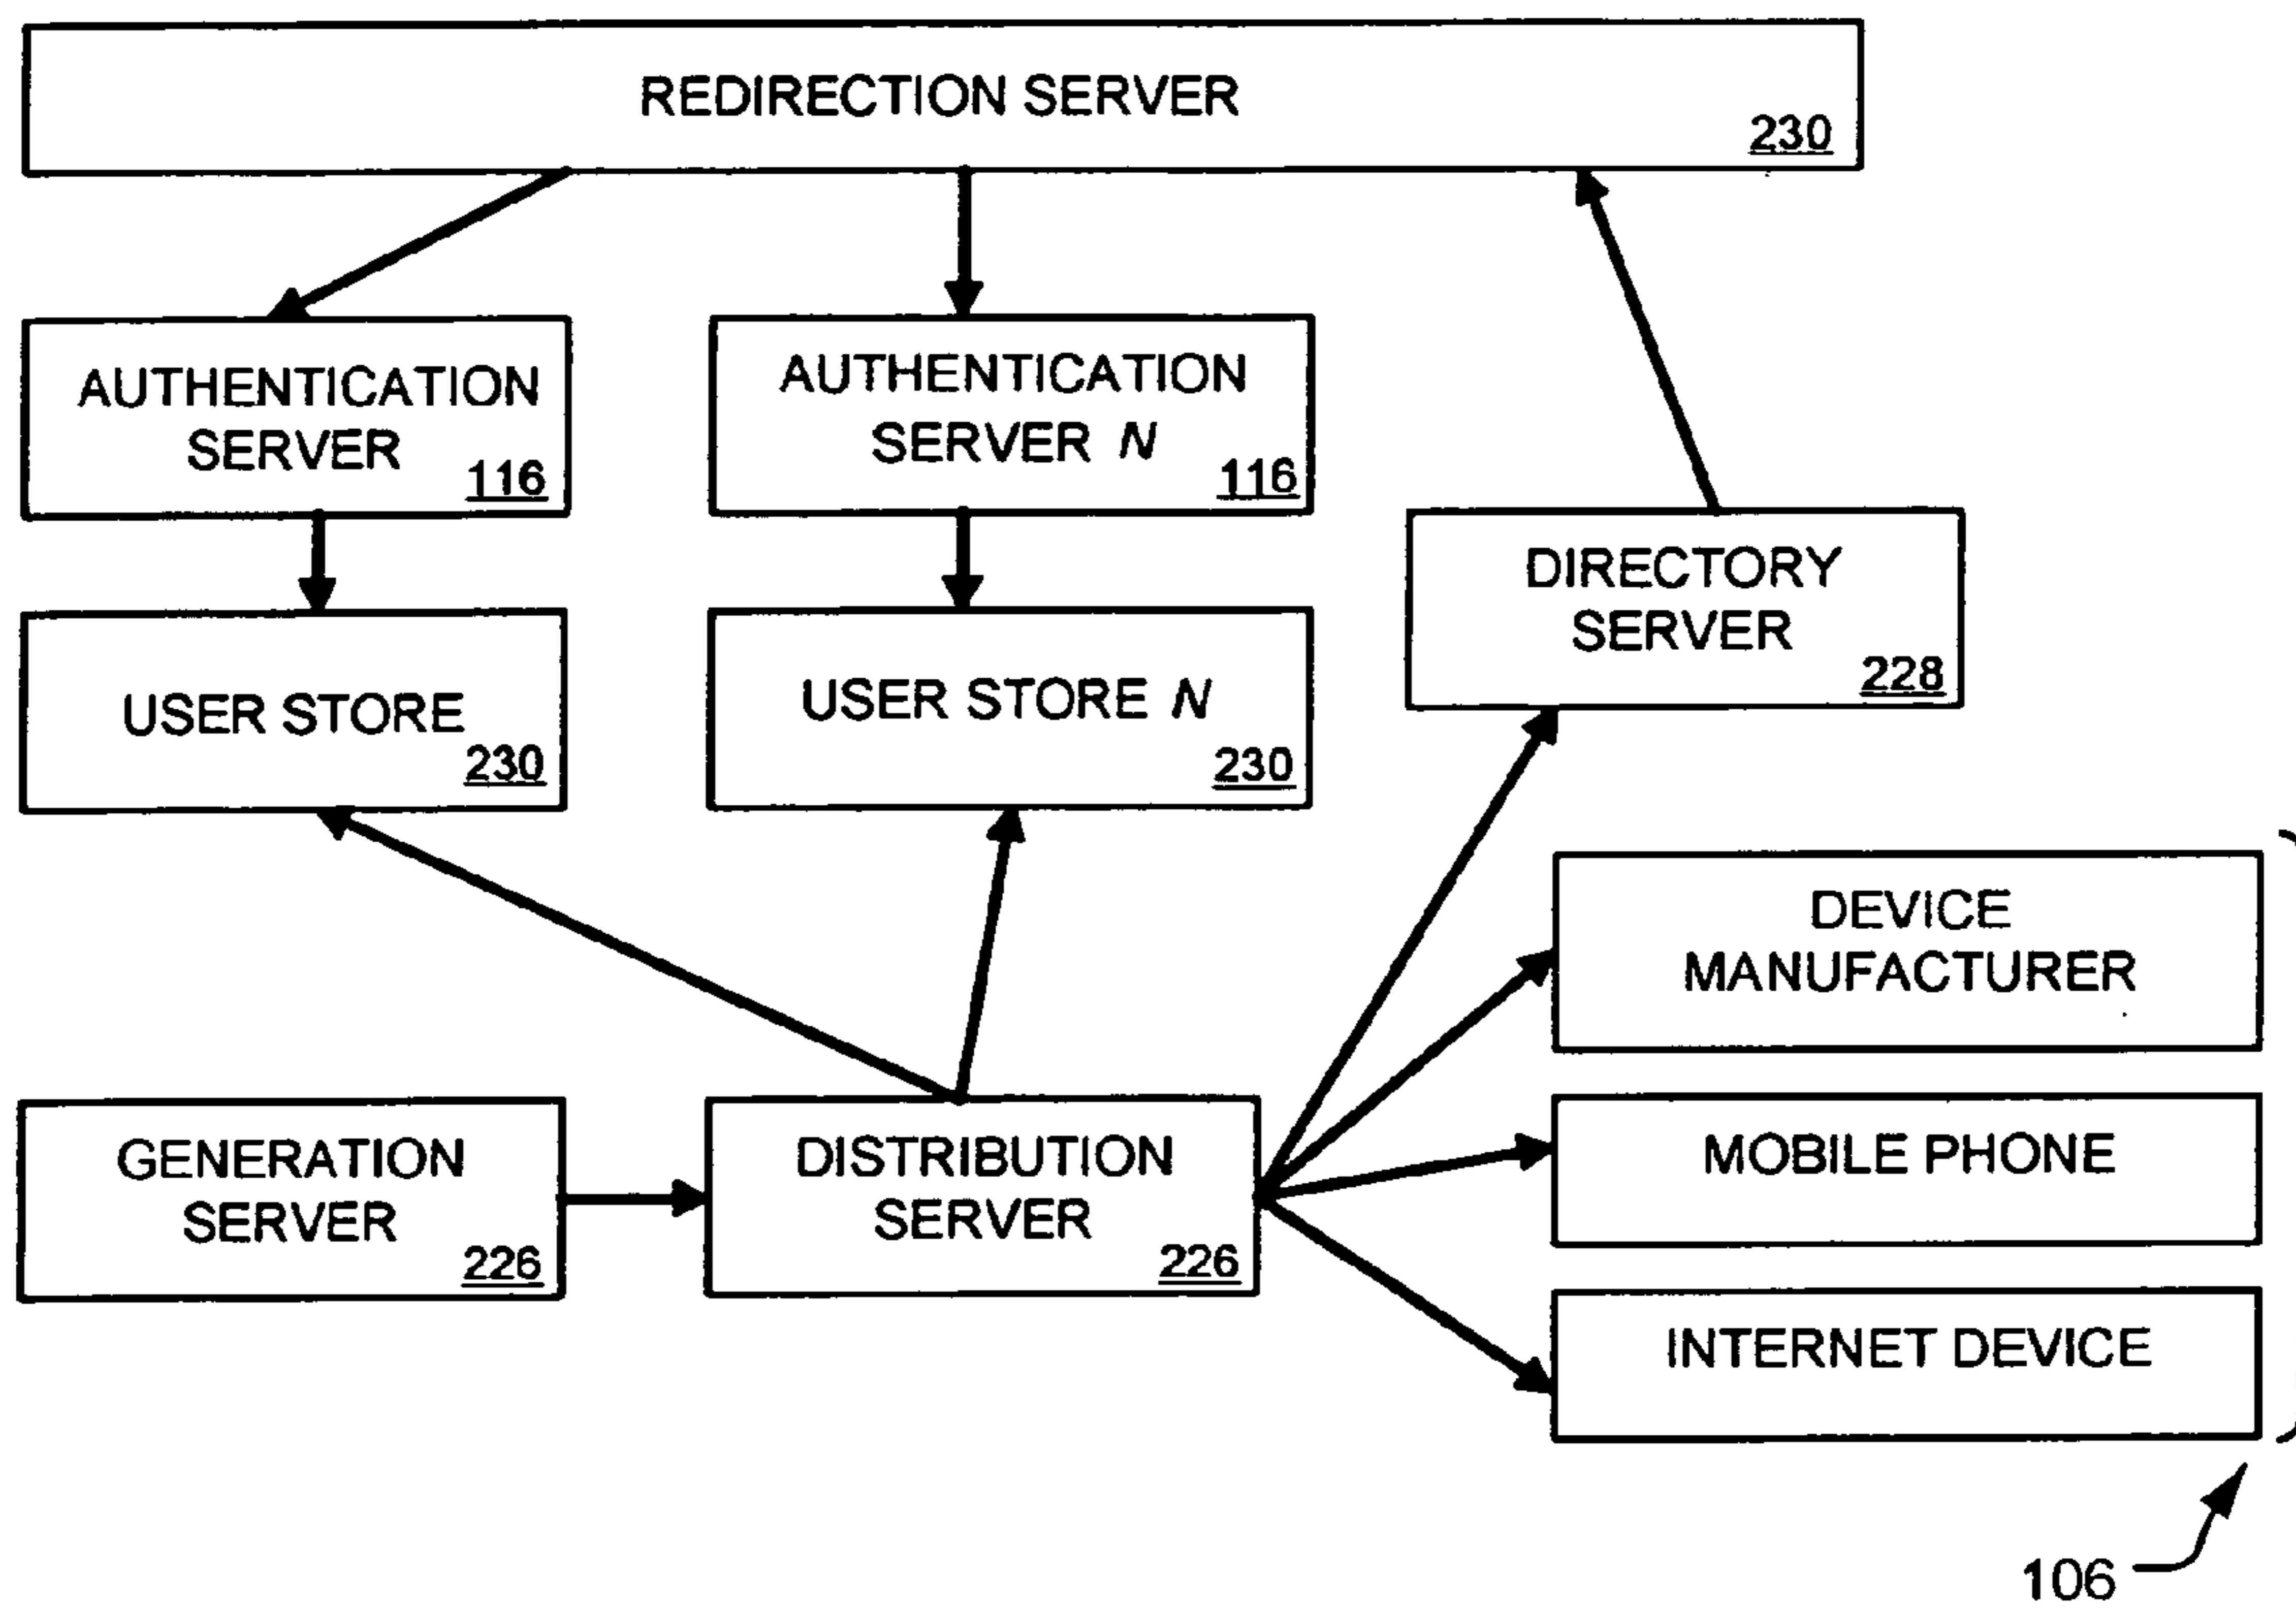 REDIRECTION SERVER
230
AUTHENTICATION
SERVER
116
AUTHENTICATION
SERVER N
116
DIRECTORY
SERVER
228
USER STORE
230
USER STORE N
230
DEVICE
MANUFACTURER
GENERATION
SERVER
226
DISTRIBUTION
SERVER
226
MOBILE PHONE
INTERNET DEVICE
106